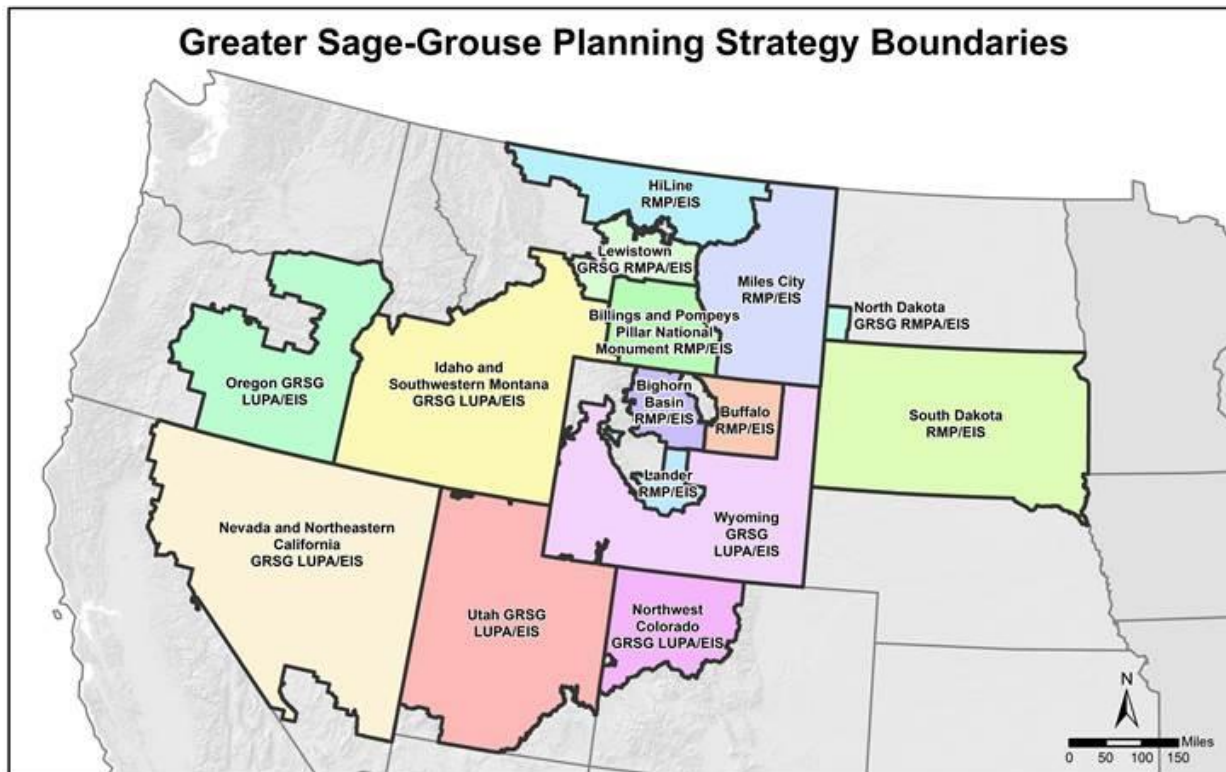 Greater Sage-Grouse Planning Strategy Boundaries
HiLine
RMP/EIS
Lewistown
GRSG RMPA/EIS
Miles City
RMP/EIS
North Dakota
GRSG RMPA/EIS
Billings and Pompeys
Pillar National
Monument RMP/EIS
Idaho and
Southwestern Montana
GRSG LUPA/EIS
Oregon GRSG
LUPA/EIS
Bighorn
Basin
RMP/EIS
Buffalo
RMP/EIS
South Dakota
RMP/EIS
Lander
RMP/EIS
Wyoming
GRSG
LUPA/EIS
Nevada and Northeastern
California
GRSG LUPA/EIS
Utah GRSG
LUPA/EIS
Northwest
Colorado
GRSG LUPA/EIS
N
Miles
0 50 100 150